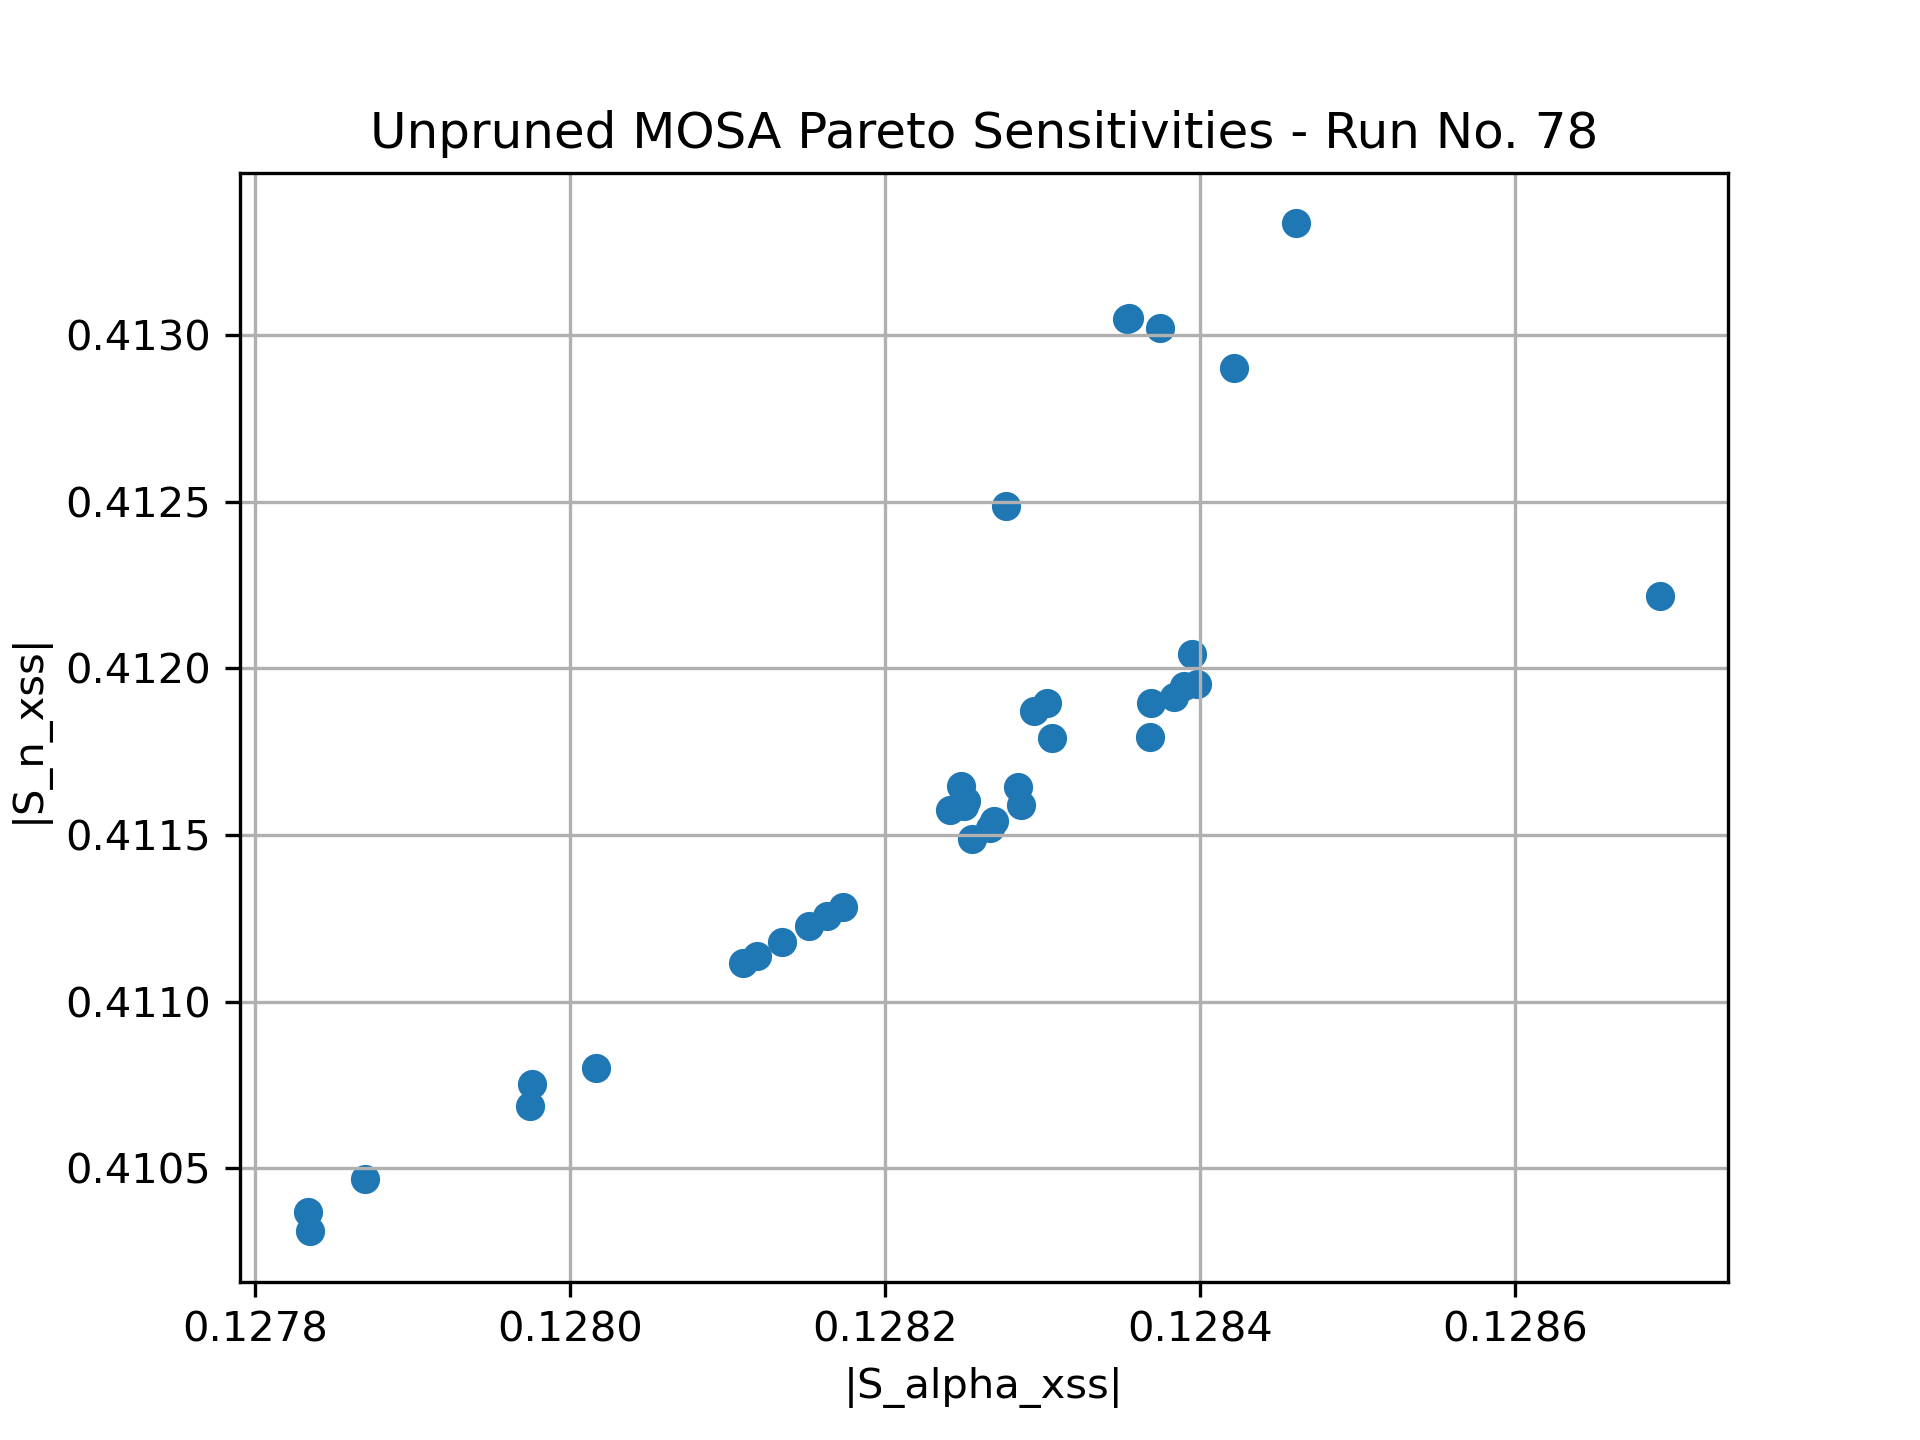 Unpruned MOSA Pareto Sensitivities - Run No. 78
|S_n_xss|
0.4130
0.4125
0.4120
0.4115
0.4110
0.4105
0.1278 0.1280 0.1282 0.1284 0.1286
|S_alpha_xss|